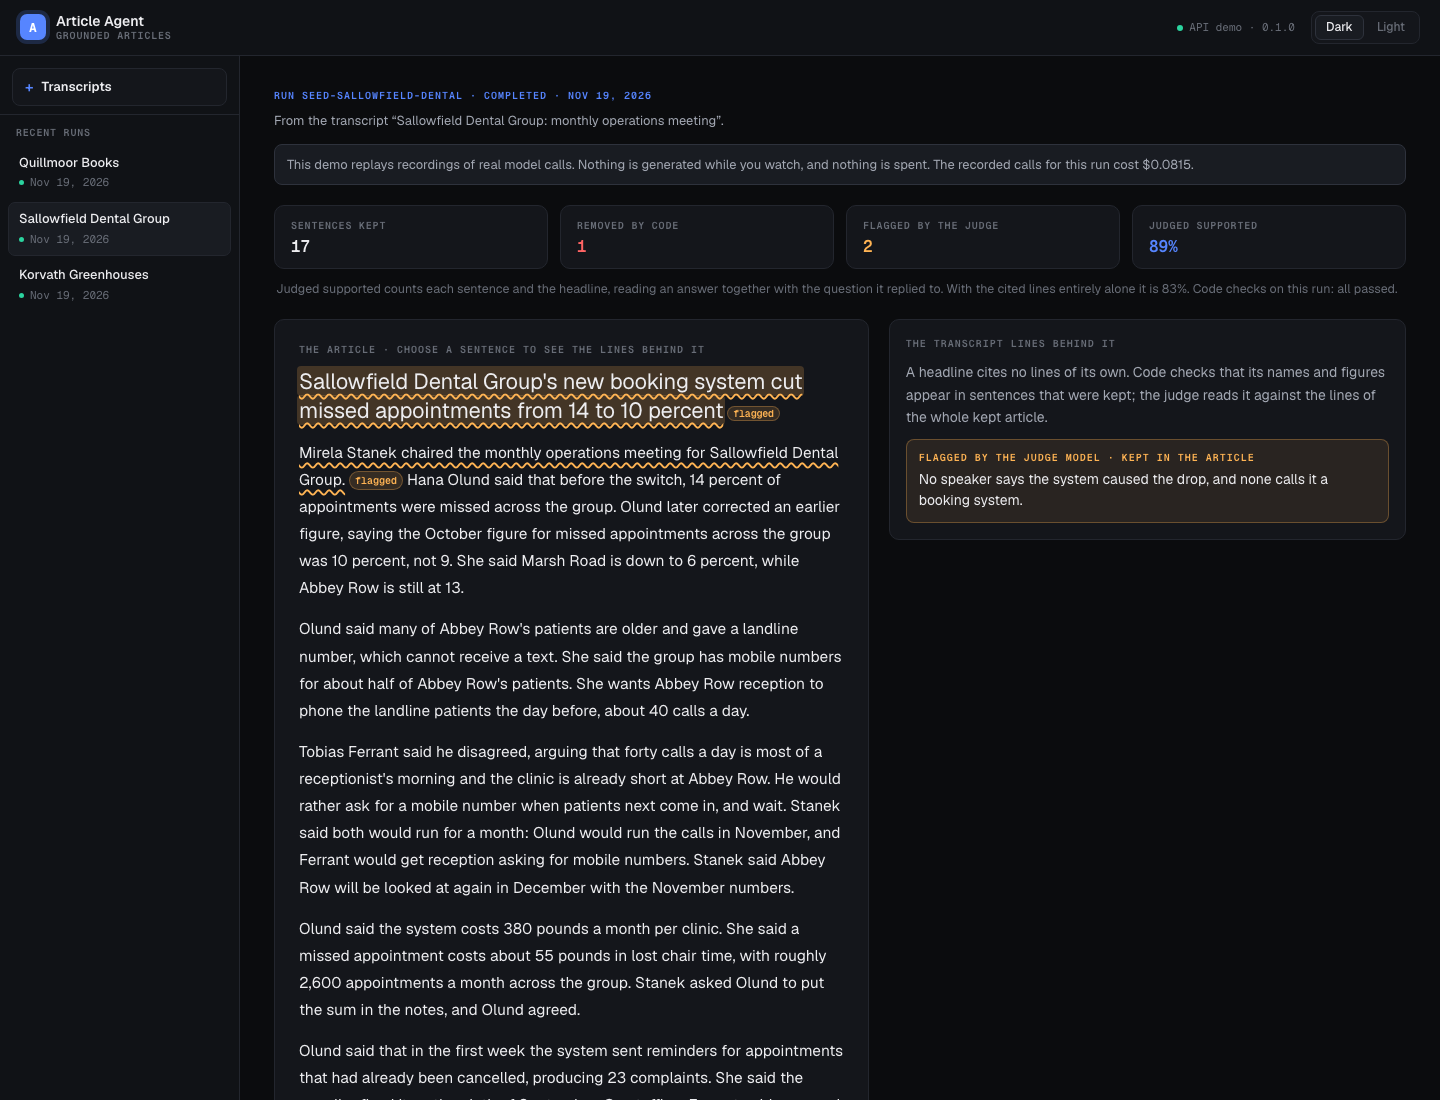 A
Article Agent
GROUNDED ARTICLES
API demo · 0.1.0
Dark
Light
+ Transcripts
RECENT RUNS
Quillmoor Books
Nov 19, 2026
Sallowfield Dental Group
Nov 19, 2026
Korvath Greenhouses
Nov 19, 2026
RUN SEED-SALLOWFIELD-DENTAL · COMPLETED · NOV 19, 2026
From the transcript “Sallowfield Dental Group: monthly operations meeting”.
This demo replays recordings of real model calls. Nothing is generated while you watch, and nothing is spent. The recorded calls for this run cost $0.0815.
SENTENCES KEPT
17
REMOVED BY CODE
1
FLAGGED BY THE JUDGE
2
JUDGED SUPPORTED
89%
Judged supported counts each sentence and the headline, reading an answer together with the question it replied to. With the cited lines entirely alone it is 83%. Code checks on this run: all passed.
THE ARTICLE · CHOOSE A SENTENCE TO SEE THE LINES BEHIND IT
Sallowfield Dental Group's new booking system cut
missed appointments from 14 to 10 percent flagged
Mirela Stanek chaired the monthly operations meeting for Sallowfield Dental
Group. flagged Hana Olund said that before the switch, 14 percent of
appointments were missed across the group. Olund later corrected an earlier
figure, saying the October figure for missed appointments across the group
was 10 percent, not 9. She said Marsh Road is down to 6 percent, while
Abbey Row is still at 13.
Olund said many of Abbey Row's patients are older and gave a landline
number, which cannot receive a text. She said the group has mobile numbers
for about half of Abbey Row's patients. She wants Abbey Row reception to
phone the landline patients the day before, about 40 calls a day.
Tobias Ferrant said he disagreed, arguing that forty calls a day is most of a
receptionist's morning and the clinic is already short at Abbey Row. He would
rather ask for a mobile number when patients next come in, and wait. Stanek
said both would run for a month: Olund would run the calls in November, and
Ferrant would get reception asking for mobile numbers. Stanek said Abbey
Row will be looked at again in December with the November numbers.
Olund said the system costs 380 pounds a month per clinic. She said a
missed appointment costs about 55 pounds in lost chair time, with roughly
2,600 appointments a month across the group. Stanek asked Olund to put
the sum in the notes, and Olund agreed.
Olund said that in the first week the system sent reminders for appointments
that had already been cancelled, producing 23 complaints. She said the
THE TRANSCRIPT LINES BEHIND IT
A headline cites no lines of its own. Code checks that its names and figures
appear in sentences that were kept; the judge reads it against the lines of
the whole kept article.
FLAGGED BY THE JUDGE MODEL · KEPT IN THE ARTICLE
No speaker says the system caused the drop, and none calls it a
booking system.